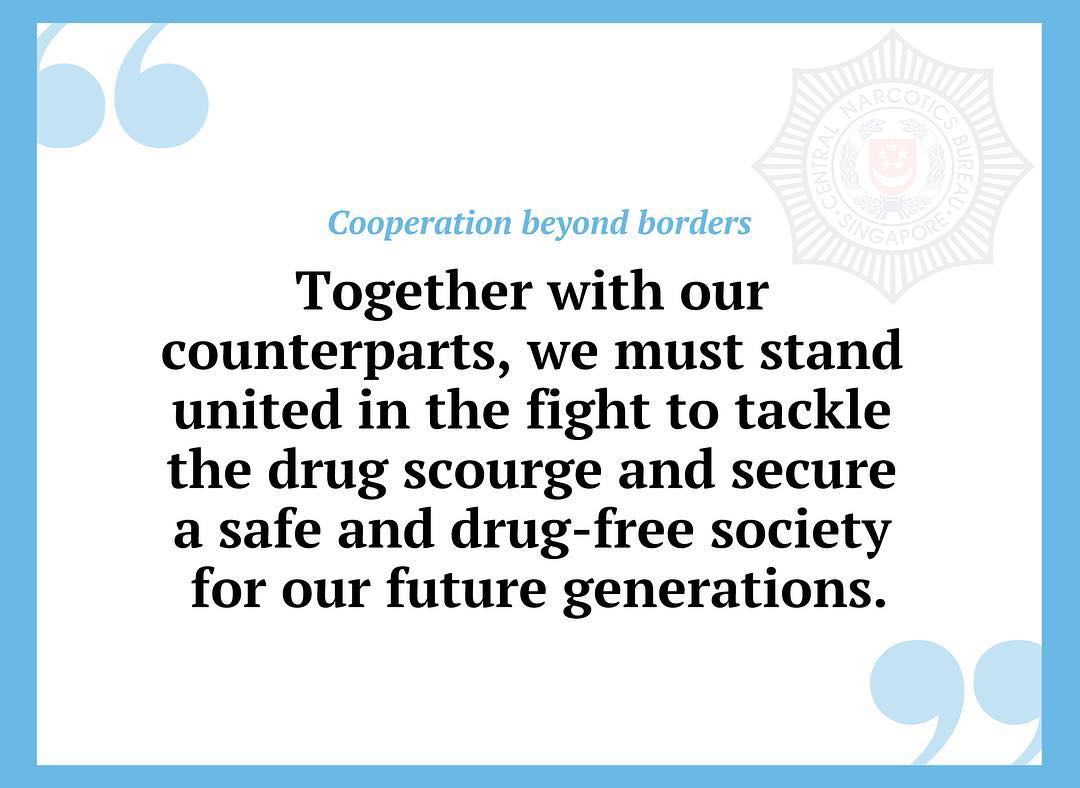 CENTRAL NARCOTICS BUREAU
SINGAPORE
Cooperation beyond borders
Together with our
counterparts, we must stand
united in the fight to tackle
the drug scourge and secure
a safe and drug-free society
for our future generations.